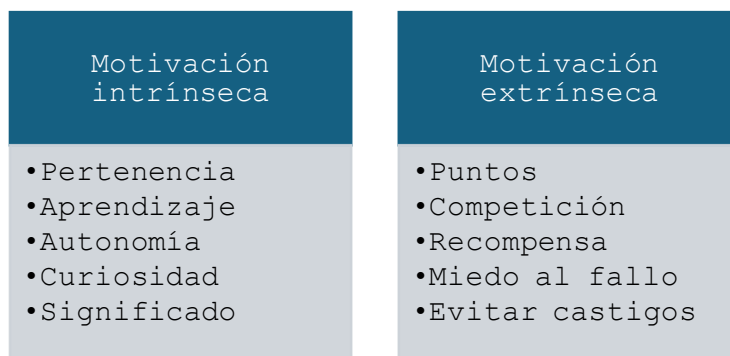 Motivación
intrínseca
•Pertenencia
•Aprendizaje
•Autonomía
•Curiosidad
•Significado
Motivación
extrínseca
•Puntos
•Competición
•Recompensa
•Miedo al fallo
•Evitar castigos